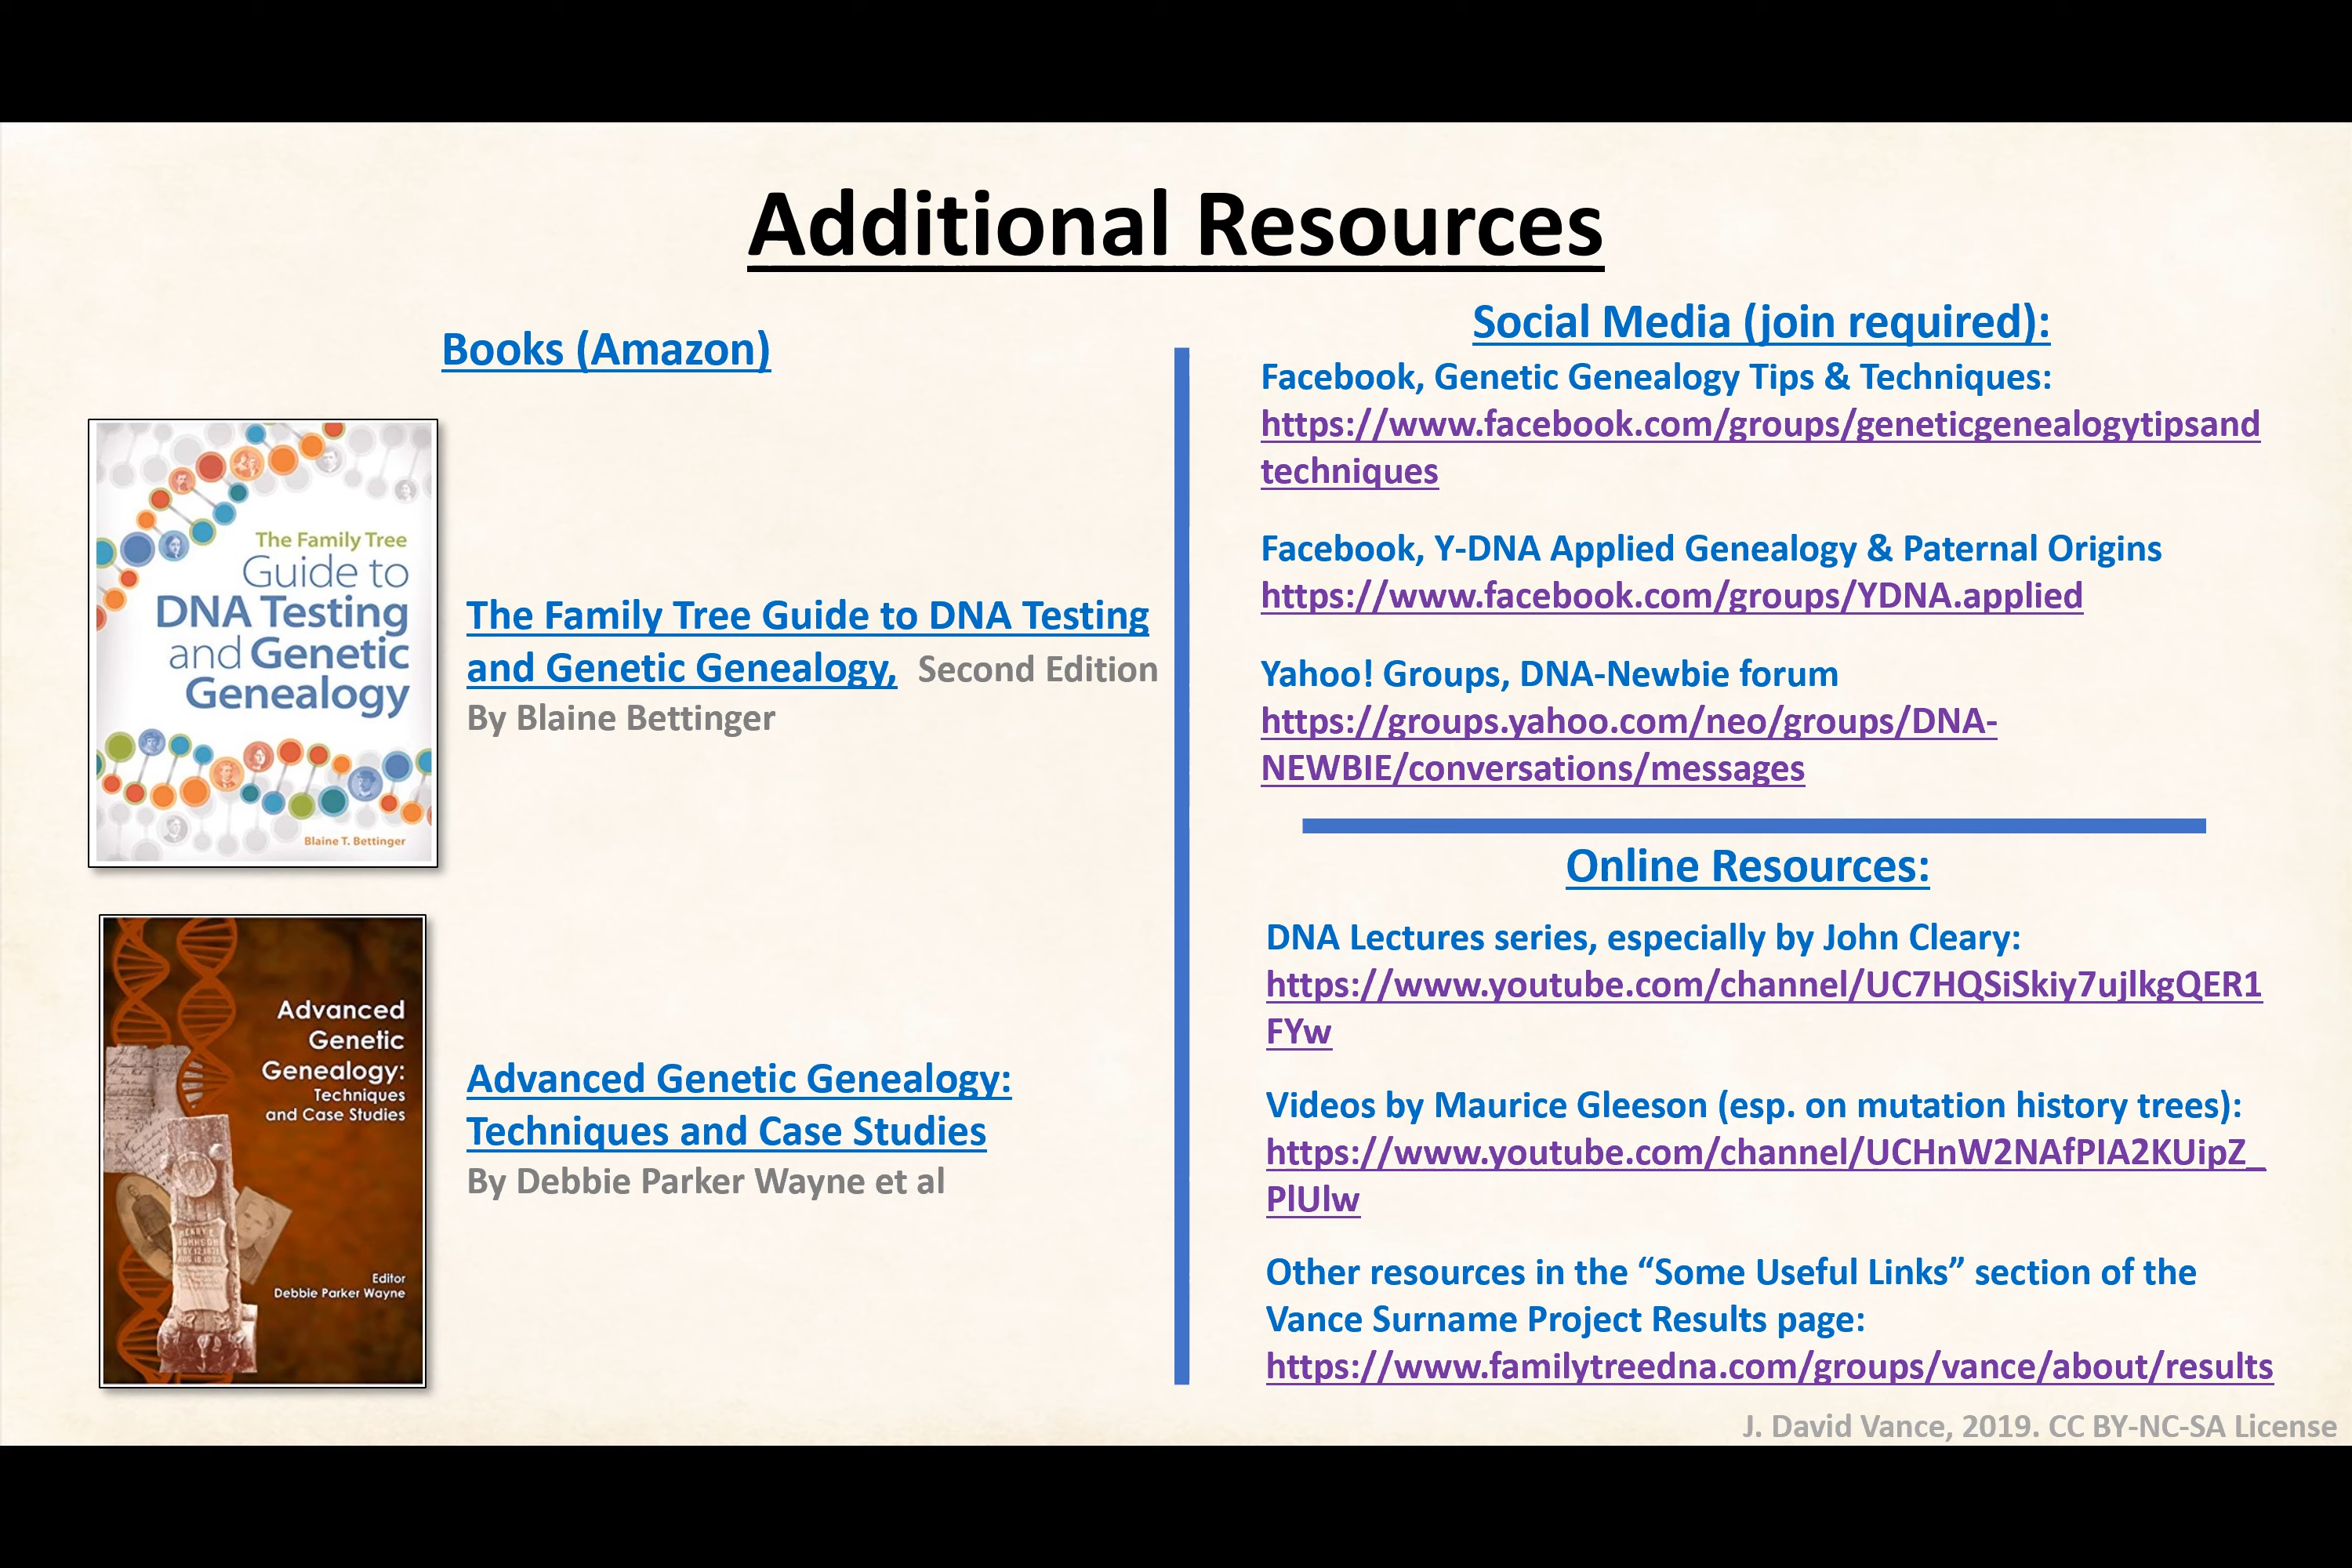 Additional Resources
Books (Amazon)
The Family Tree
Guide to
DNA Testing
and Genetic
Genealogy
Blaine T. Bettinger
The Family Tree Guide to DNA Testing
and Genetic Genealogy, Second Edition
By Blaine Bettinger
Advanced
Genetic
Genealogy:
Techniques
and Case Studies
Editor
Debbie Parker Wayne
Advanced Genetic Genealogy:
Techniques and Case Studies
By Debbie Parker Wayne et al
Social Media (join required):
Facebook, Genetic Genealogy Tips & Techniques:
https://www.facebook.com/groups/geneticgenealogytipsand
techniques
Facebook, Y-DNA Applied Genealogy & Paternal Origins
https://www.facebook.com/groups/YDNA.applied
Yahoo! Groups, DNA-Newbie forum
https://groups.yahoo.com/neo/groups/DNA-
NEWBIE/conversations/messages
Online Resources:
DNA Lectures series, especially by John Cleary:
https://www.youtube.com/channel/UC7HQSiSkiy7ujlkgQER1
FYw
Videos by Maurice Gleeson (esp. on mutation history trees):
https://www.youtube.com/channel/UCHnW2NAfPIA2KUipZ_
PlUlw
Other resources in the “Some Useful Links” section of the
Vance Surname Project Results page:
https://www.familytreedna.com/groups/vance/about/results
J. David Vance, 2019. CC BY-NC-SA License